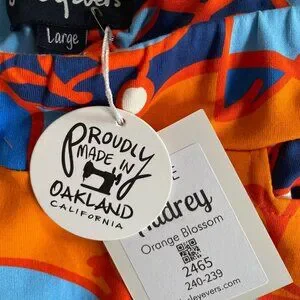 Large
PROUDLY
MADE IN
OAKLAND
CALIFORNIA
Audrey
Orange Blossom
2465
240-239